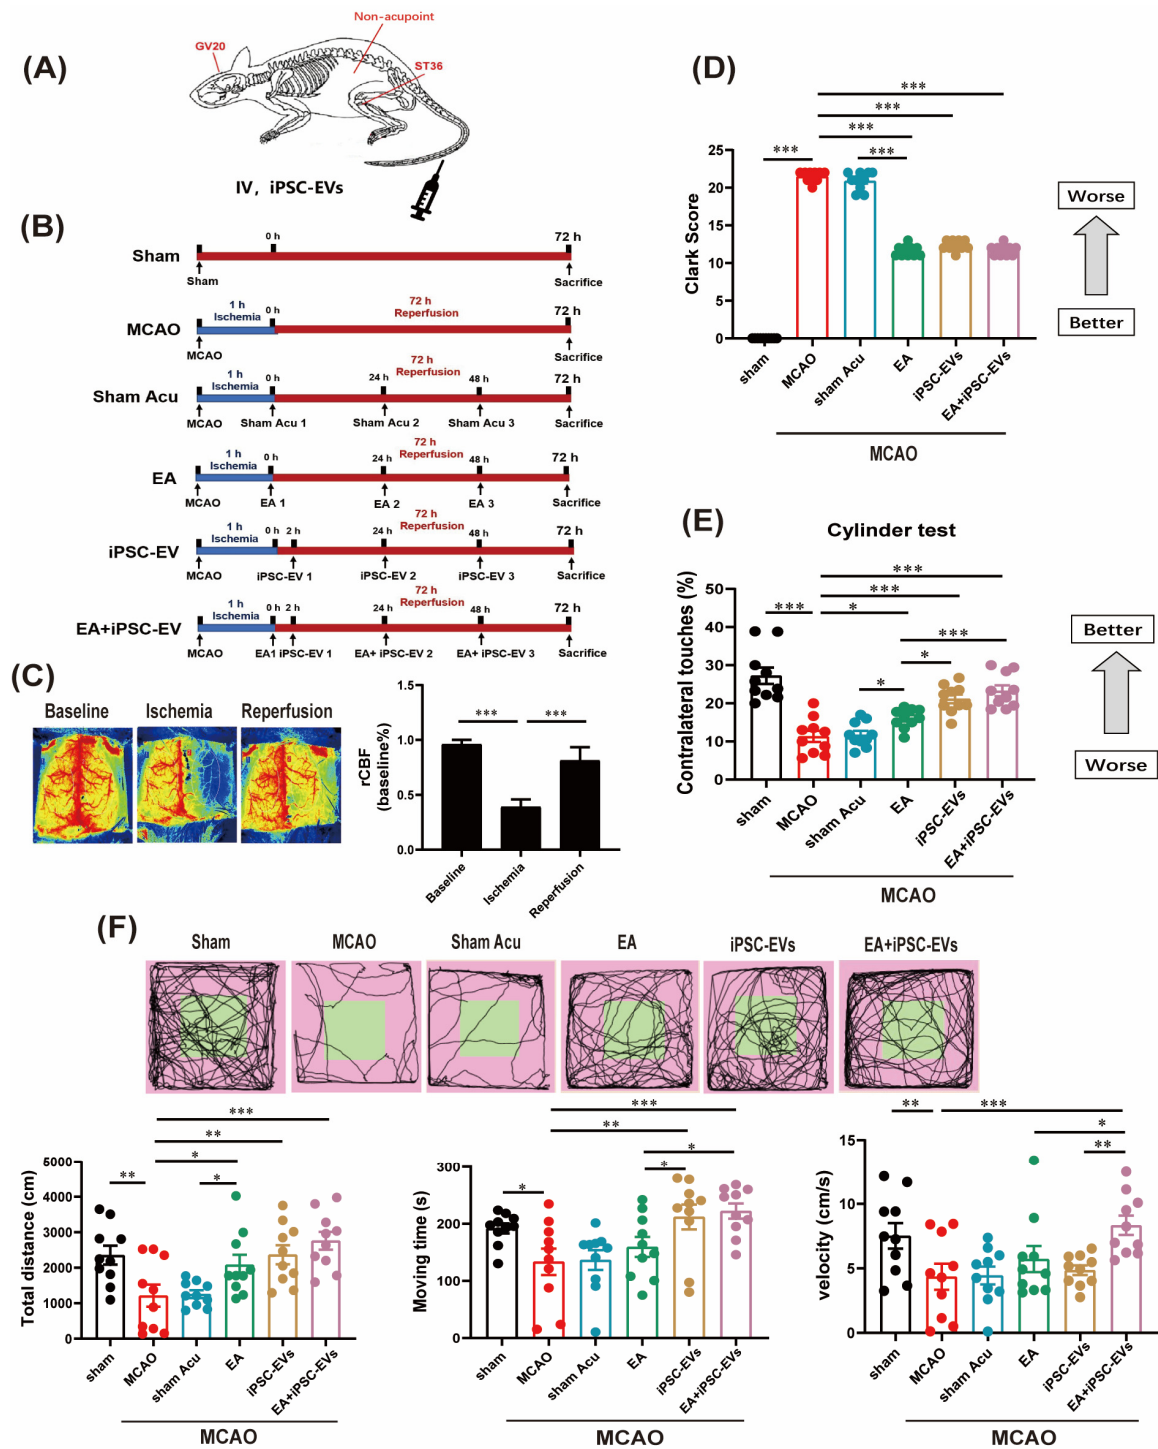 (A)
Non-acupoint
GV20
ST36
IV, iPSC-EVs
(B)
Sham
0 h
72 h
Sham
Sacrifice
MCAO
1 h
Ischemia
0 h
72 h
Reperfusion
72 h
MCAO
Sacrifice
Sham Acu
1 h
Ischemia
0 h
24 h
72 h
Reperfusion
48 h
72 h
MCAO
Sham Acu 1
Sham Acu 2
Sham Acu 3
Sacrifice
EA
1 h
Ischemia
0 h
24 h
72 h
Reperfusion
48 h
72 h
MCAO
EA 1
EA 2
EA 3
Sacrifice
iPSC-EV
1 h
Ischemia
0 h
2 h
24 h
72 h
Reperfusion
48 h
72 h
MCAO
iPSC-EV 1
iPSC-EV 2
iPSC-EV 3
Sacrifice
EA+iPSC-EV
1 h
Ischemia
0 h
2 h
24 h
72 h
Reperfusion
48 h
72 h
MCAO
EA1 iPSC-EV 1
EA+ iPSC-EV 2
EA+ iPSC-EV 3
Sacrifice
(C)
Baseline
Ischemia
Reperfusion
rCBF
(baseline%)
1.5
1.0
0.5
0.0
***
***
Baseline
Ischemia
Reperfusion
(D)
Clark Score
25
20
15
10
5
0
***
***
***
***
***
sham
MCAO
sham Acu
EA
iPSC-EVs
EA+iPSC-EVs
MCAO
Worse
Better
(E)
Cylinder test
Contralateral touches (%)
50
40
30
20
10
0
***
***
***
*
***
*
*
sham
MCAO
sham Acu
EA
iPSC-EVs
EA+iPSC-EVs
MCAO
Better
Worse
(F)
Sham
MCAO
Sham Acu
EA
iPSC-EVs
EA+iPSC-EVs
Total distance (cm)
6000
5000
4000
3000
2000
1000
0
***
**
*
**
*
sham
MCAO
sham Acu
EA
iPSC-EVs
EA+iPSC-EVs
MCAO
Moving time (s)
300
200
100
0
***
**
*
*
*
sham
MCAO
sham Acu
EA
iPSC-EVs
EA+iPSC-EVs
MCAO
velocity (cm/s)
15
10
5
0
**
***
*
**
sham
MCAO
sham Acu
EA
iPSC-EVs
EA+iPSC-EVs
MCAO